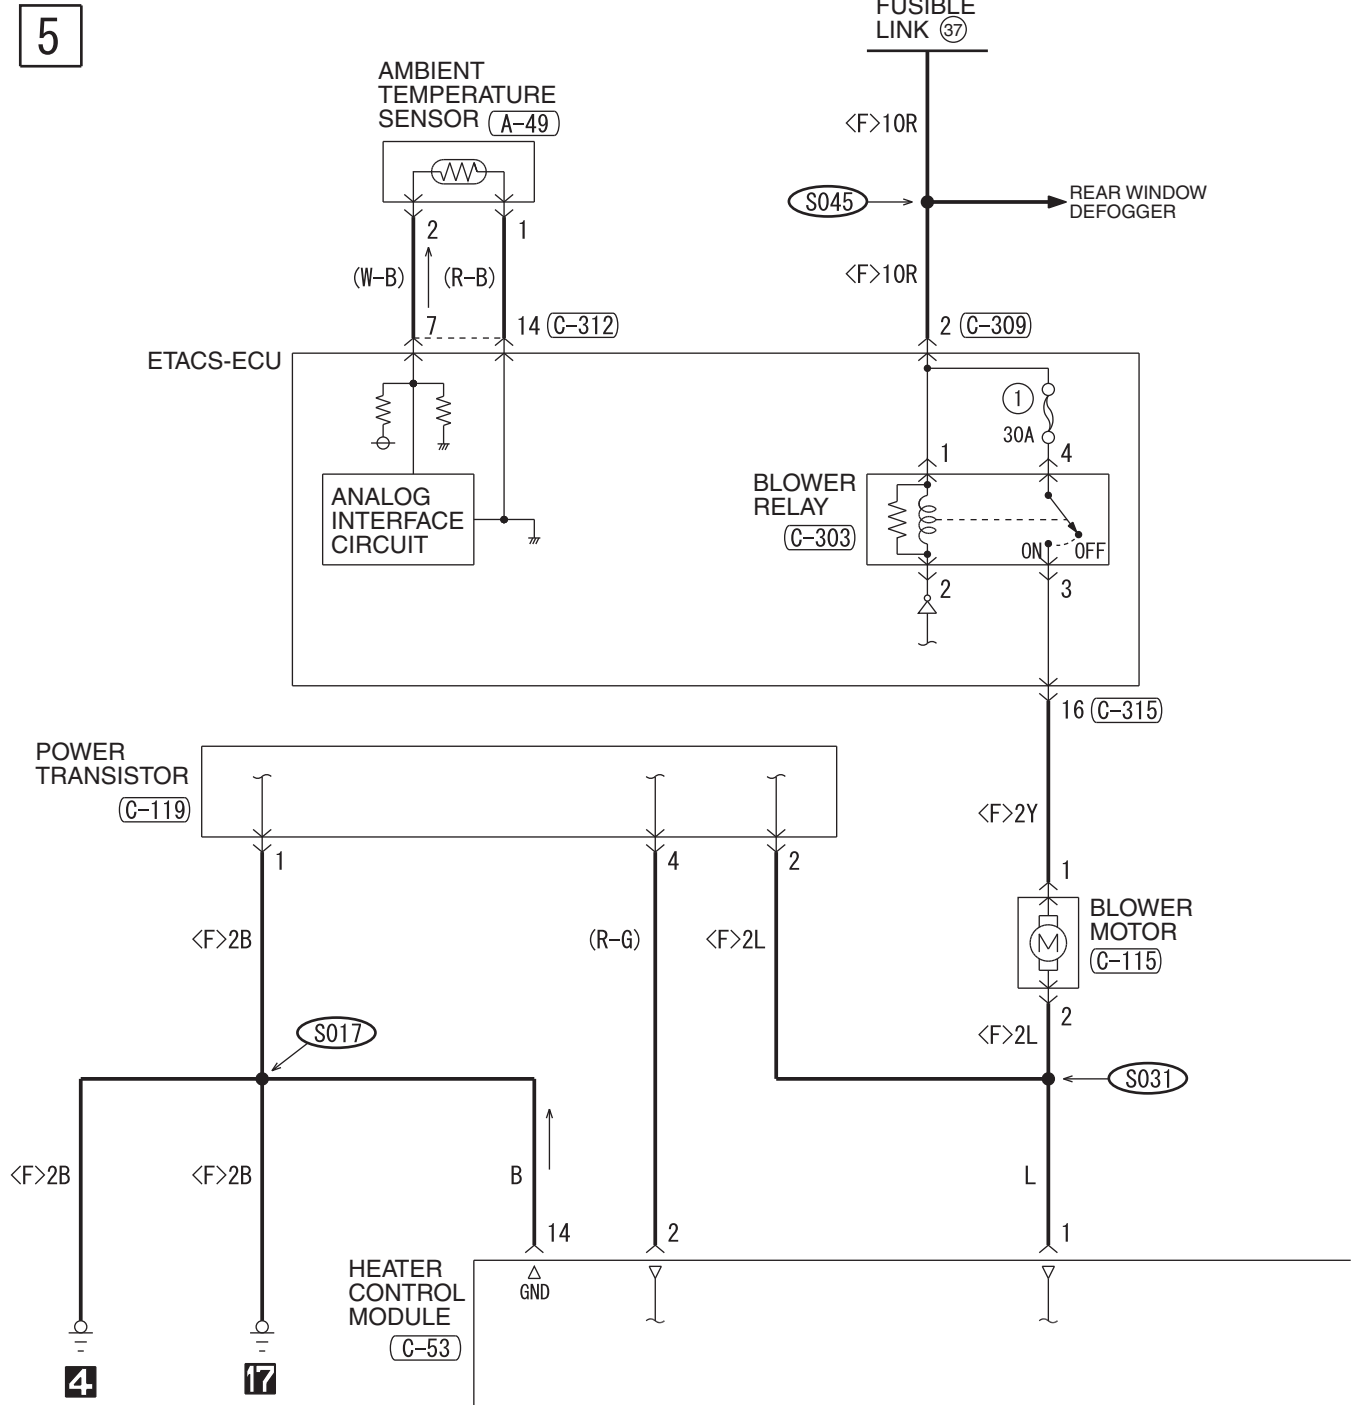 5
FUSIBLE
LINK 37
AMBIENT
TEMPERATURE
SENSOR A-49
<F>10R
S045
REAR WINDOW
DEFOGGER
2 1
(W-B) (R-B)
<F>10R
7 14 C-312
2 C-309
ETACS-ECU
1
30A
1 4
ANALOG
INTERFACE
CIRCUIT
BLOWER
RELAY
C-303
ON OFF
2 3
16 C-315
POWER
TRANSISTOR
C-119
<F>2Y
1 4 2
1
BLOWER
MOTOR
C-115
M
<F>2B (R-G) <F>2L
2
<F>2L
S017
S031
<F>2B <F>2B B L
14 2 1
HEATER
CONTROL
MODULE
C-53
GND
4 17